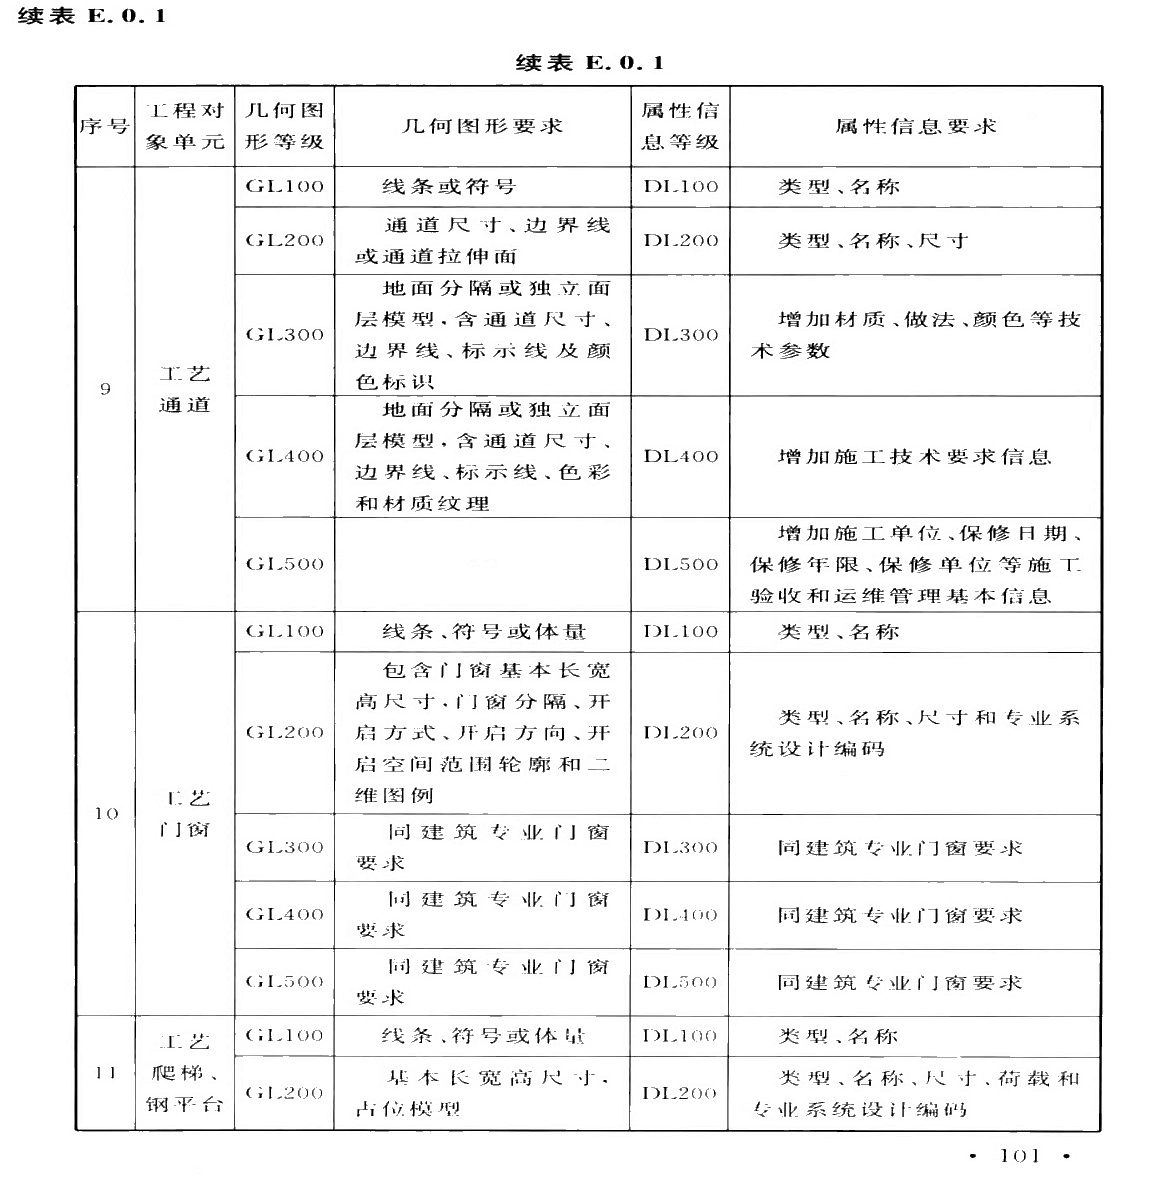 续表 E.0.1
续表 E.0.1
序号
工程对
象单元
几何图
形等级
几何图形要求
属性信
息等级
属性信息要求
9
工艺
通道
GL100
线条或符号
DL100
类型、名称
GL200
通道尺寸、边界线
或通道拉伸面
DL200
类型、名称、尺寸
GL300
地面分隔或独立面
层模型,含通道尺寸、
边界线、标示线及颜
色标识
DL300
增加材质、做法、颜色等技
术参数
GL400
地面分隔或独立面
层模型,含通道尺寸、
边界线、标示线、色彩
和材质纹理
DL400
增加施工技术要求信息
GL500
DL500
增加施工单位、保修日期、
保修年限、保修单位等施工
验收和运维管理基本信息
10
工艺
门窗
GL100
线条、符号或体量
DL100
类型、名称
GL200
包含门窗基本长宽
高尺寸,门窗分隔、开
启方式、开启方向、开
启空间范围轮廓和二
维图例
DL200
类型、名称、尺寸和专业系
统设计编码
GL300
同建筑专业门窗
要求
DL300
同建筑专业门窗要求
GL400
同建筑专业门窗
要求
DL400
同建筑专业门窗要求
GL500
同建筑专业门窗
要求
DL500
同建筑专业门窗要求
11
工艺
爬梯、
钢平台
GL100
线条、符号或体量
DL100
类型、名称
GL200
基本长宽高尺寸,
占位模型
DL200
类型、名称、尺寸、荷载和
专业系统设计编码
· 101 ·